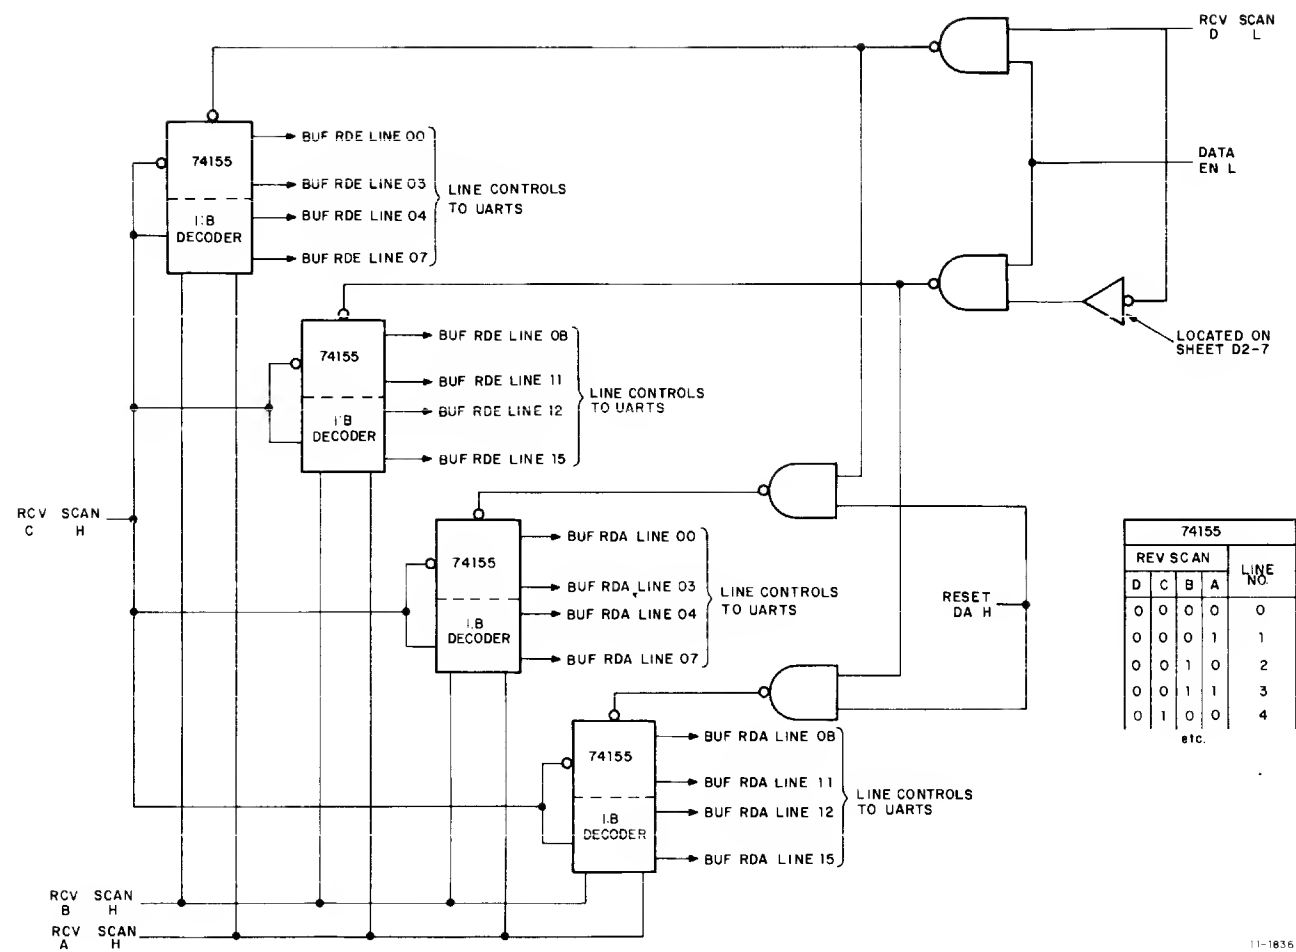 RCV SCAN
D L
DATA
EN L
LOCATED ON
SHEET D2-7
74155
1:8
DECODER
BUF RDE LINE 00
BUF RDE LINE 03
BUF RDE LINE 04
BUF RDE LINE 07
LINE CONTROLS
TO UARTS
74155
1:8
DECODER
BUF RDE LINE 08
BUF RDE LINE 11
BUF RDE LINE 12
BUF RDE LINE 15
LINE CONTROLS
TO UARTS
RCV SCAN
C H
74155
1:8
DECODER
BUF RDA LINE 00
BUF RDA LINE 03
BUF RDA LINE 04
BUF RDA LINE 07
LINE CONTROLS
TO UARTS
RESET
DA H
74155
1:8
DECODER
BUF RDA LINE 08
BUF RDA LINE 11
BUF RDA LINE 12
BUF RDA LINE 15
LINE CONTROLS
TO UARTS
74155
REV SCAN LINE NO.
D C B A
0 0 0 0 0
0 0 0 1 1
0 0 1 0 2
0 0 1 1 3
0 1 0 0 4
etc.
RCV SCAN
B H
RCV SCAN
A H
11-1836